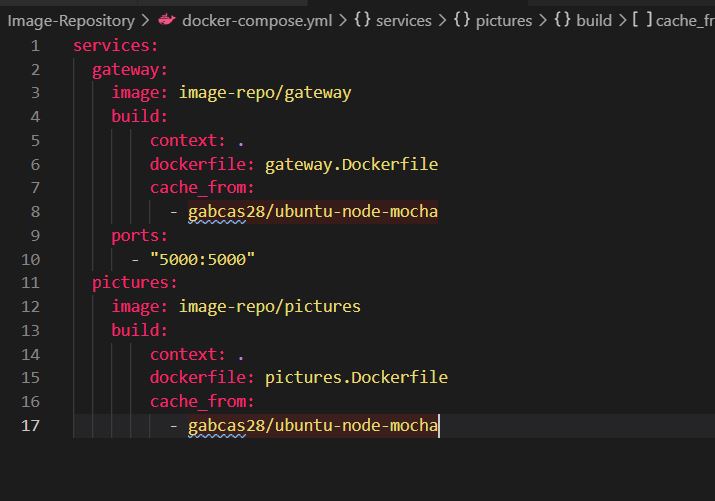 Image-Repository > docker-compose.yml > {} services > {} pictures > {} build > [ ] cache_fr
1 services:
2   gateway:
3     image: image-repo/gateway
4     build:
5         context: .
6         dockerfile: gateway.Dockerfile
7         cache_from:
8           - gabcas28/ubuntu-node-mocha
9     ports:
10       - "5000:5000"
11   pictures:
12     image: image-repo/pictures
13     build:
14         context: .
15         dockerfile: pictures.Dockerfile
16         cache_from:
17           - gabcas28/ubuntu-node-mocha